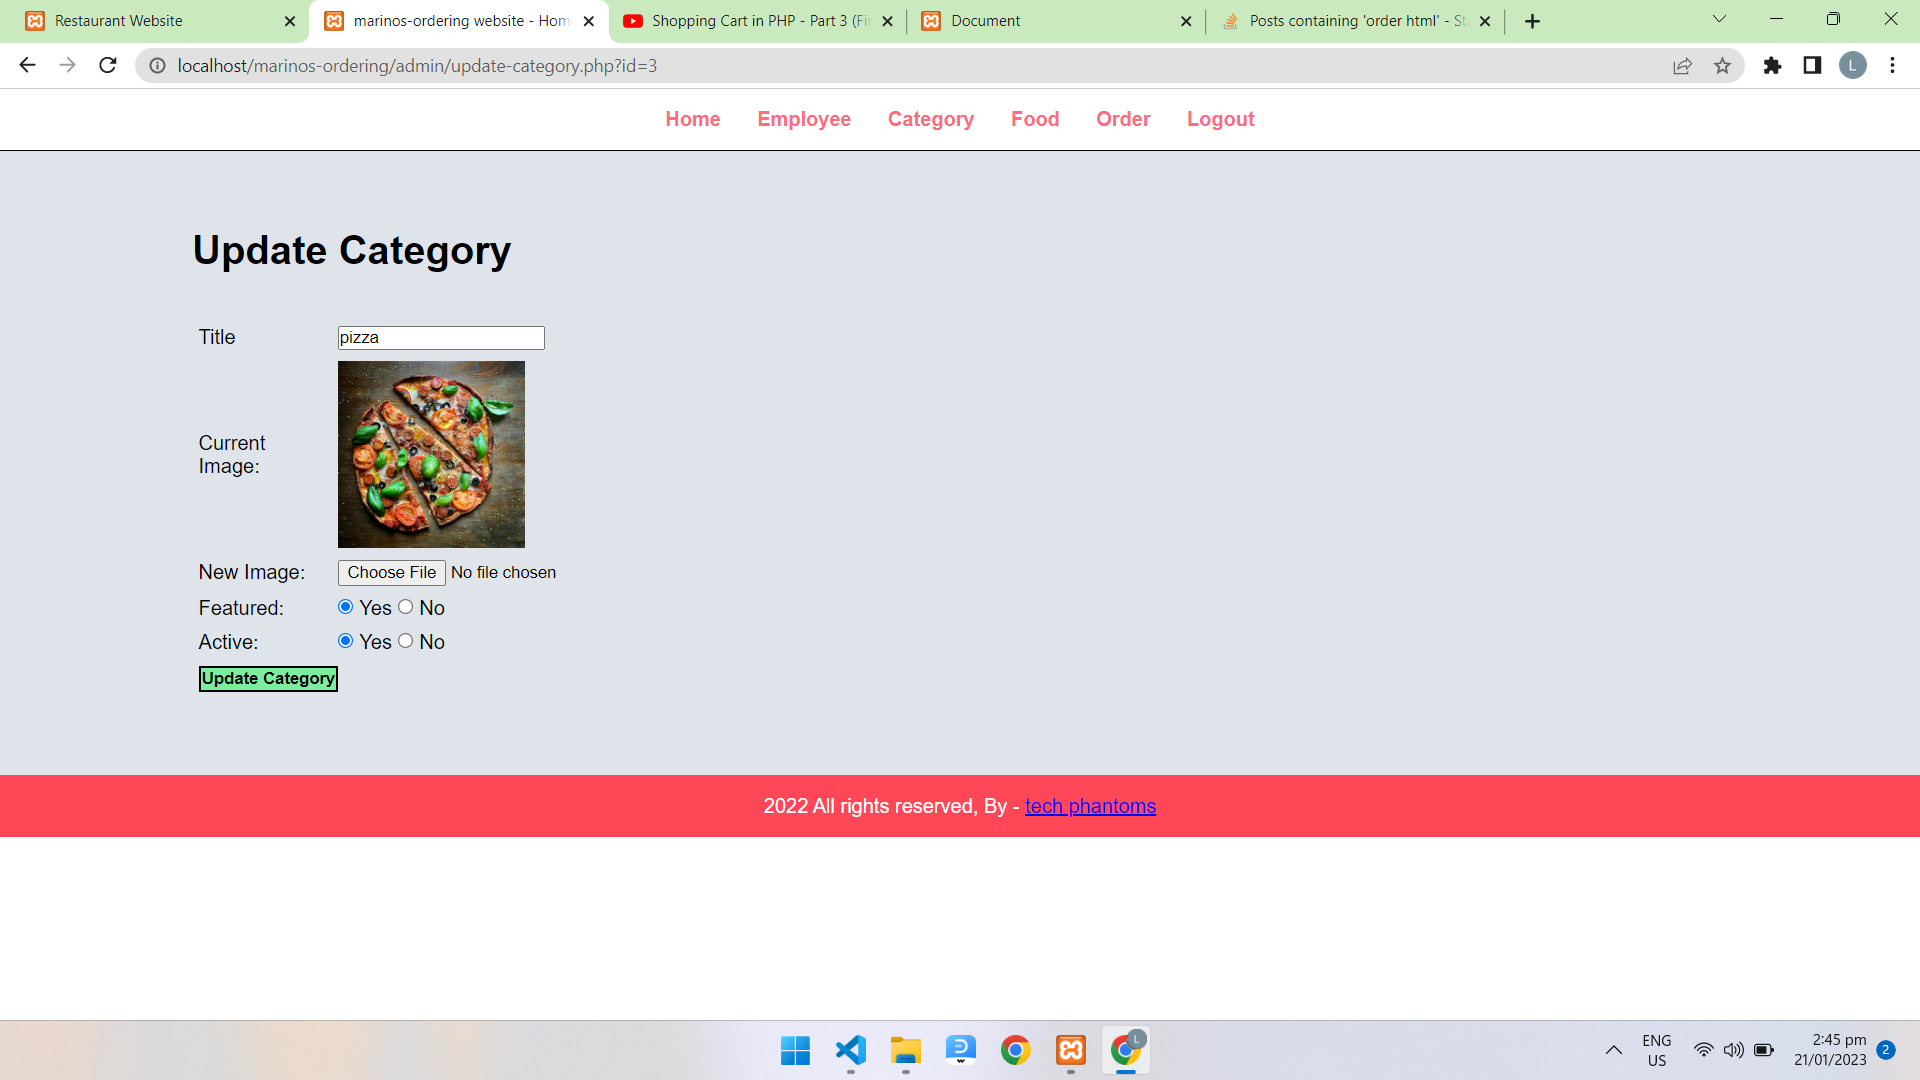 Restaurant Website
marinos-ordering website - Hom
Shopping Cart in PHP - Part 3 (Fi
Document
Posts containing 'order html' - St
localhost/marinos-ordering/admin/update-category.php?id=3
L
Home Employee Category Food Order Logout
Update Category
Title pizza
Current
Image:
New Image: Choose File No file chosen
Featured: Yes No
Active: Yes No
Update Category
2022 All rights reserved, By - tech phantoms
L
ENG
US
2:45 pm
21/01/2023
2